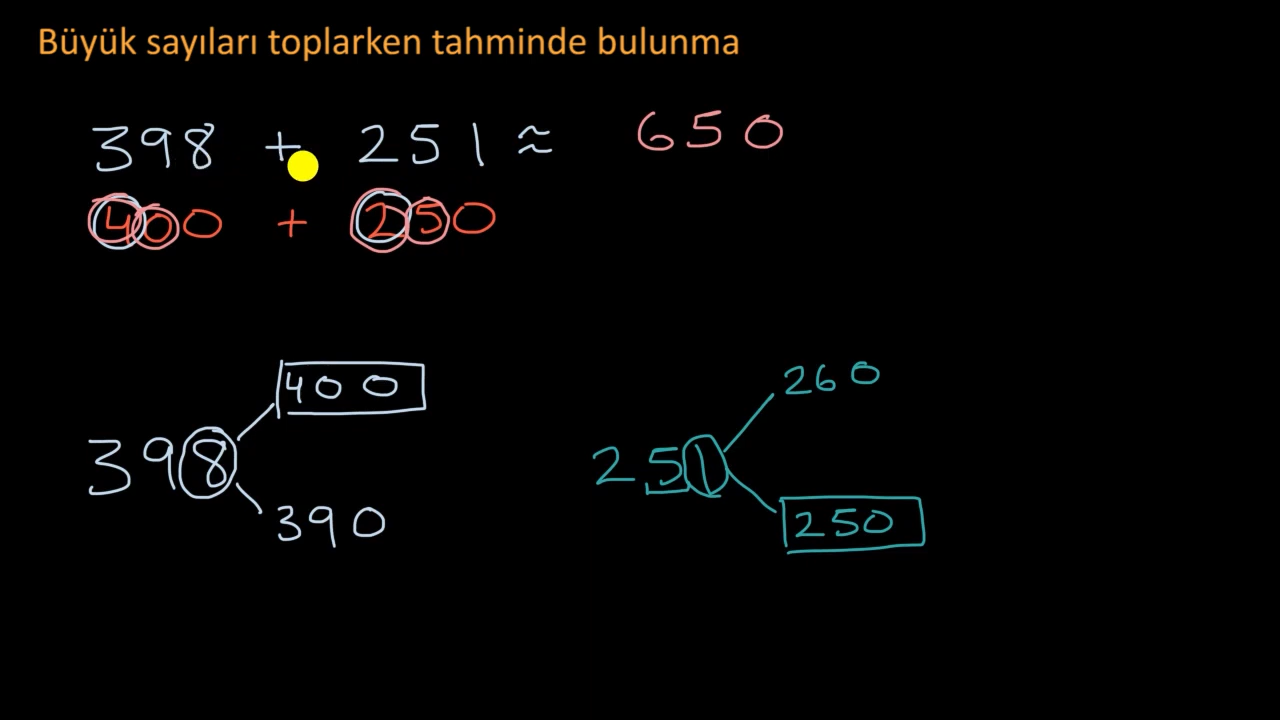 Büyük sayıları toplarken tahminde bulunma
398 + 251 ≈ 650
400 + 250
400
398
390
260
251
250